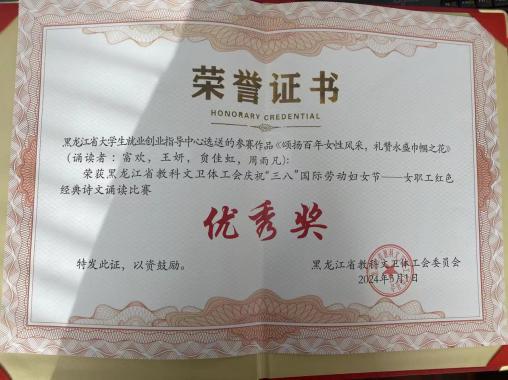 荣誉证书
HONORARY CREDENTIAL
黑龙江省大学生就业创业指导中心选送的参赛作品《颂扬百年女性风采，礼赞永盛巾帼之花》
（诵读者：富欢，王妍，贠佳虹，周雨凡）：
荣获黑龙江省教科文卫体工会庆祝“三八”国际劳动妇女节——女职工红色
经典诗文诵读比赛
优秀奖
特发此证，以资鼓励。
黑龙江省教科文卫体工会委员会
2024年5月1日